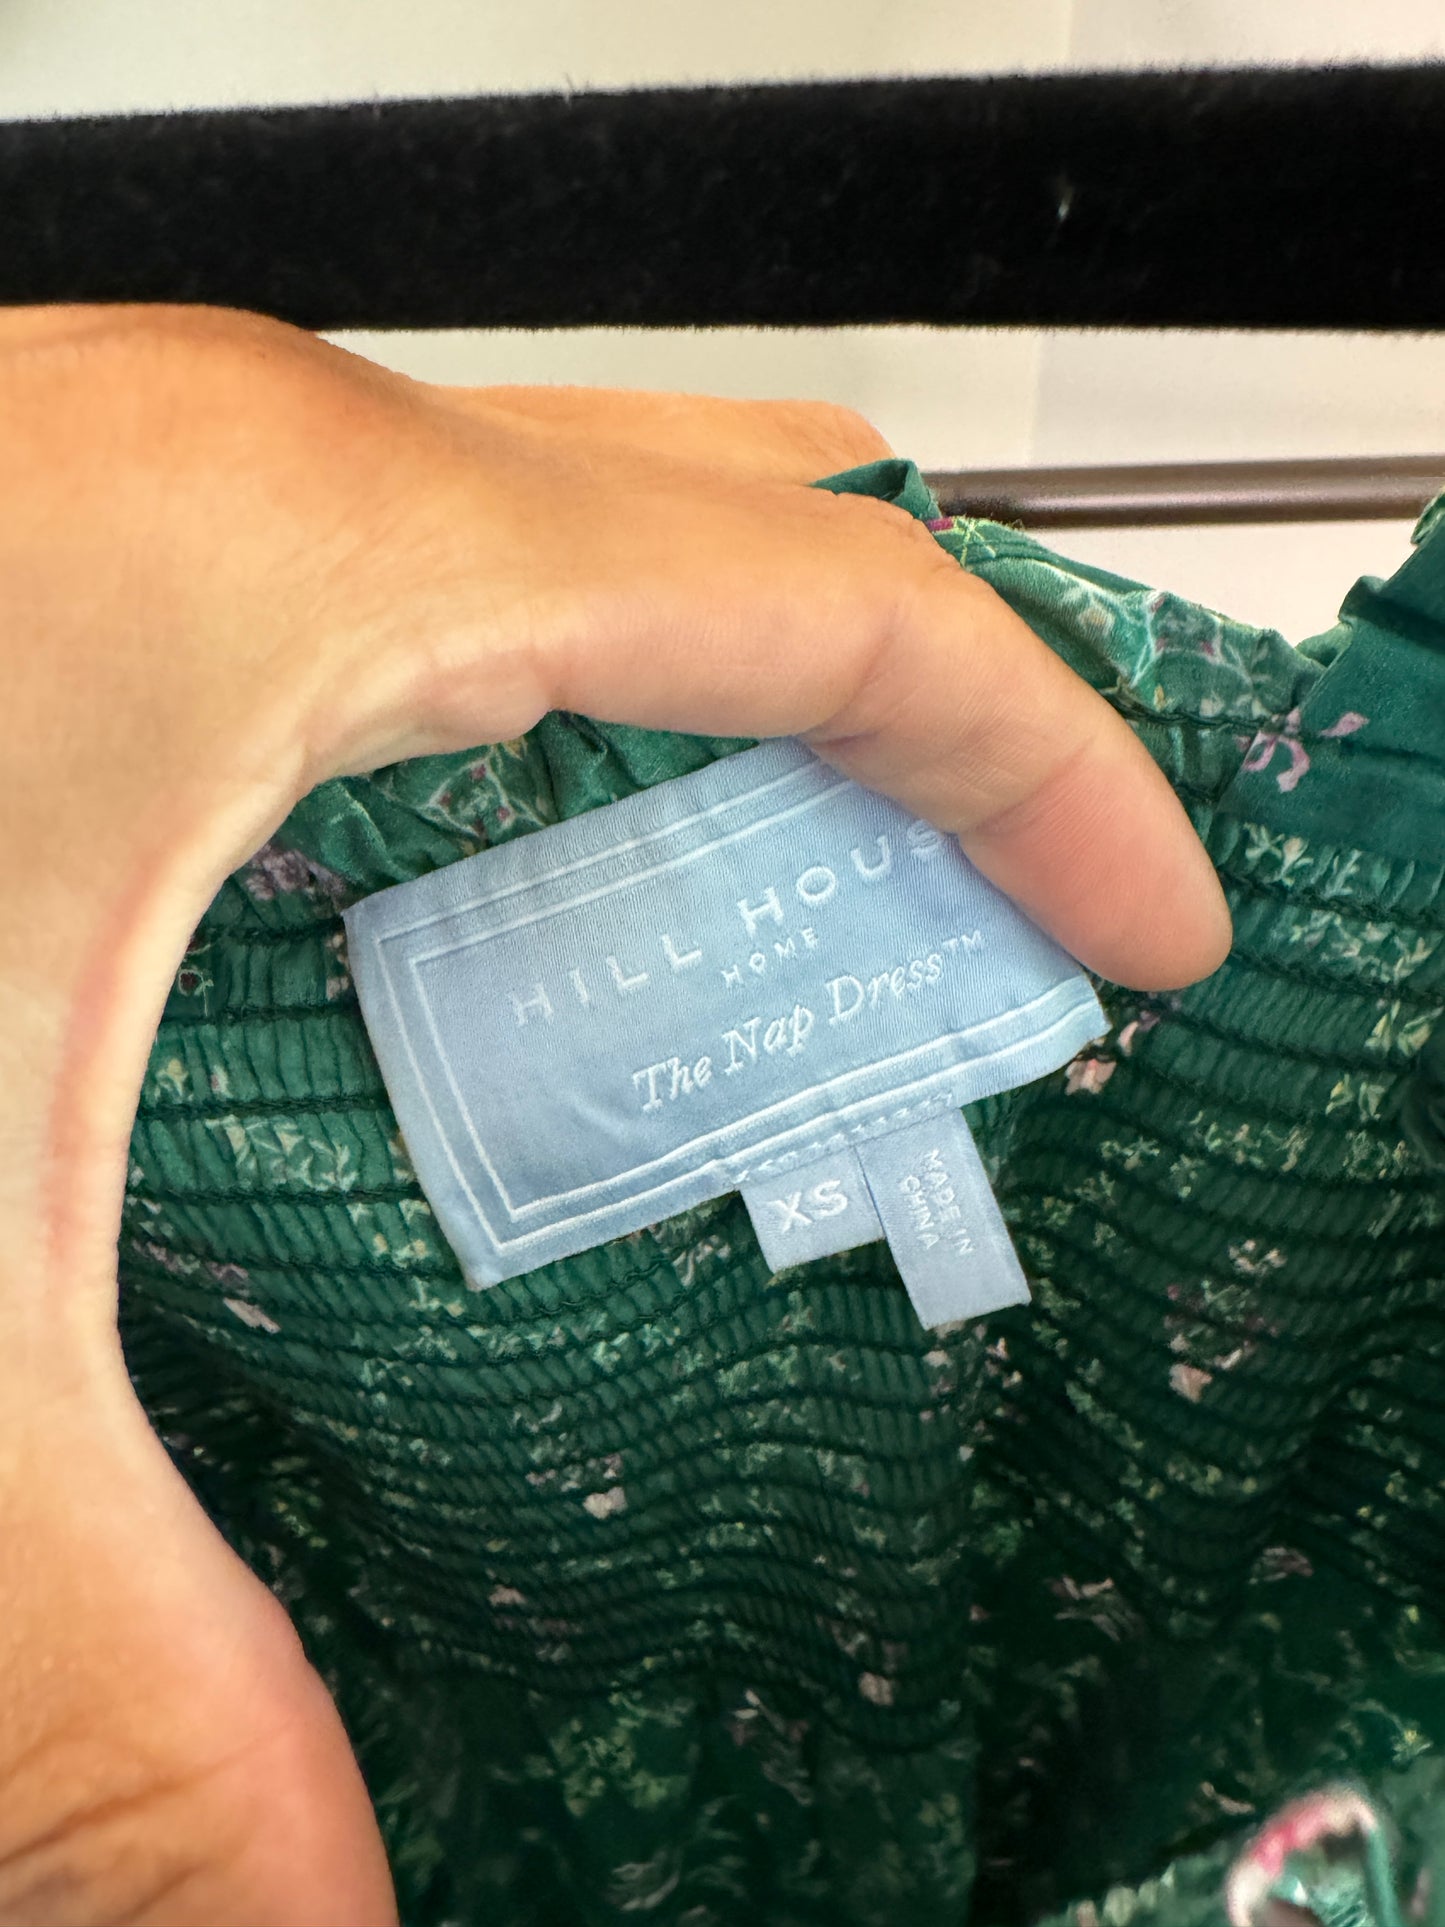 HILL HOUS
HOME
The Nap Dress™
XS
MADE IN
CHINA